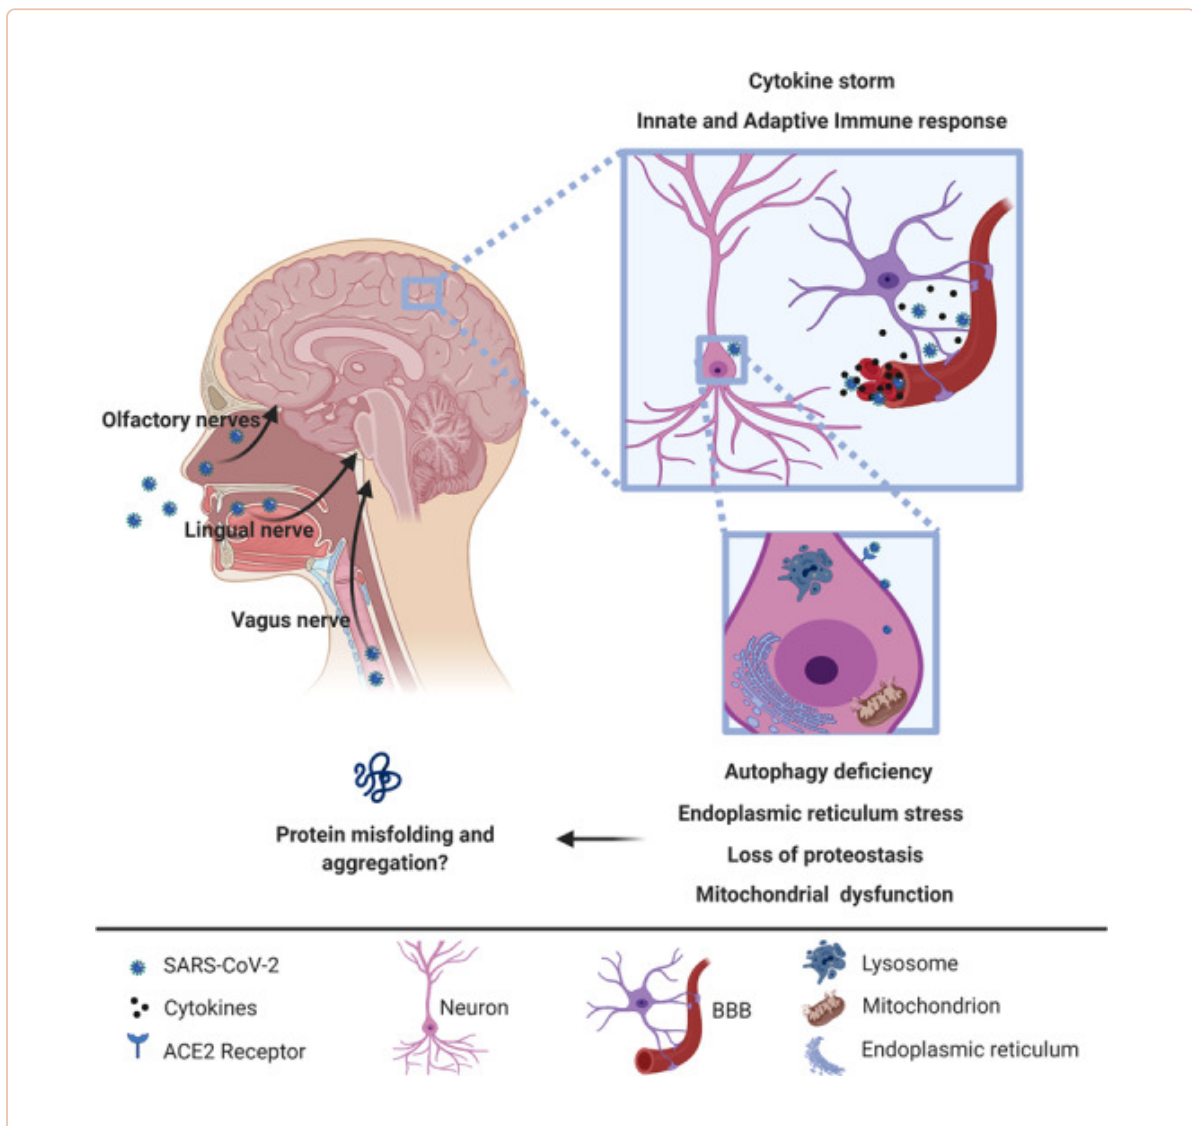 Cytokine storm
Innate and Adaptive Immune response
Olfactory nerves
Lingual nerve
Vagus nerve
Autophagy deficiency
Endoplasmic reticulum stress
Loss of proteostasis
Mitochondrial dysfunction
Protein misfolding and
aggregation?
SARS-CoV-2
Cytokines
ACE2 Receptor
Neuron
BBB
Lysosome
Mitochondrion
Endoplasmic reticulum